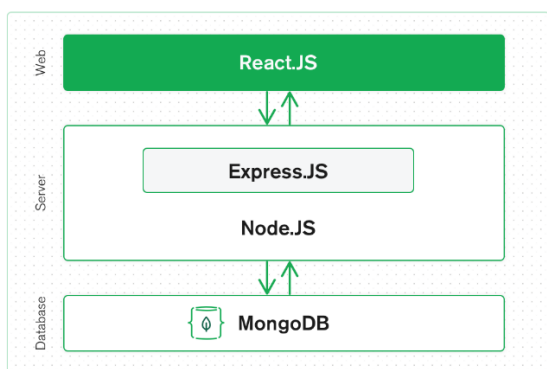 Web
React.JS
Server
Express.JS
Node.JS
Database
MongoDB